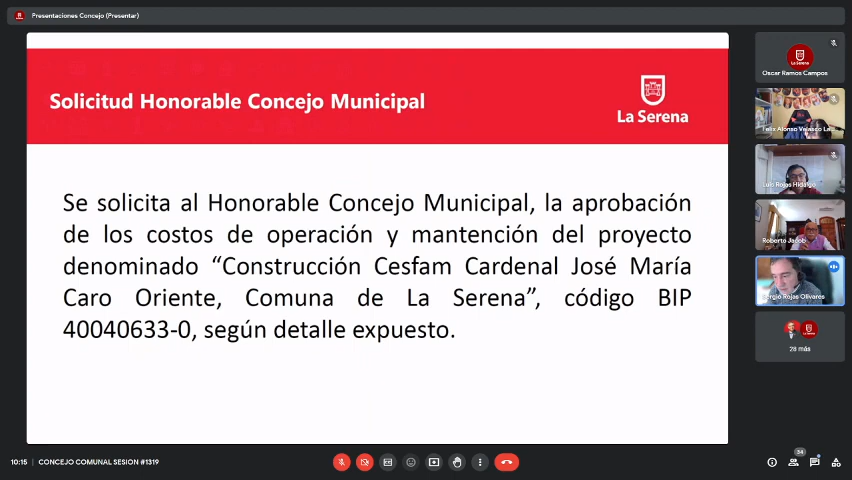 Presentaciones Concejo (Presentar)
Solicitud Honorable Concejo Municipal
La Serena
Se solicita al Honorable Concejo Municipal, la aprobación
de los costos de operación y mantención del proyecto
denominado “Construcción Cesfam Cardenal José María
Caro Oriente, Comuna de La Serena”, código BIP
40040633-0, según detalle expuesto.
La Serena
Oscar Ramos Campos
Felix Alonso Velasco
Luis Rojas Hidalgo
Roberto Jacob
Sergio Rojas Olivares
28 más
10:15 | CONCEJO COMUNAL SESION #1319
34